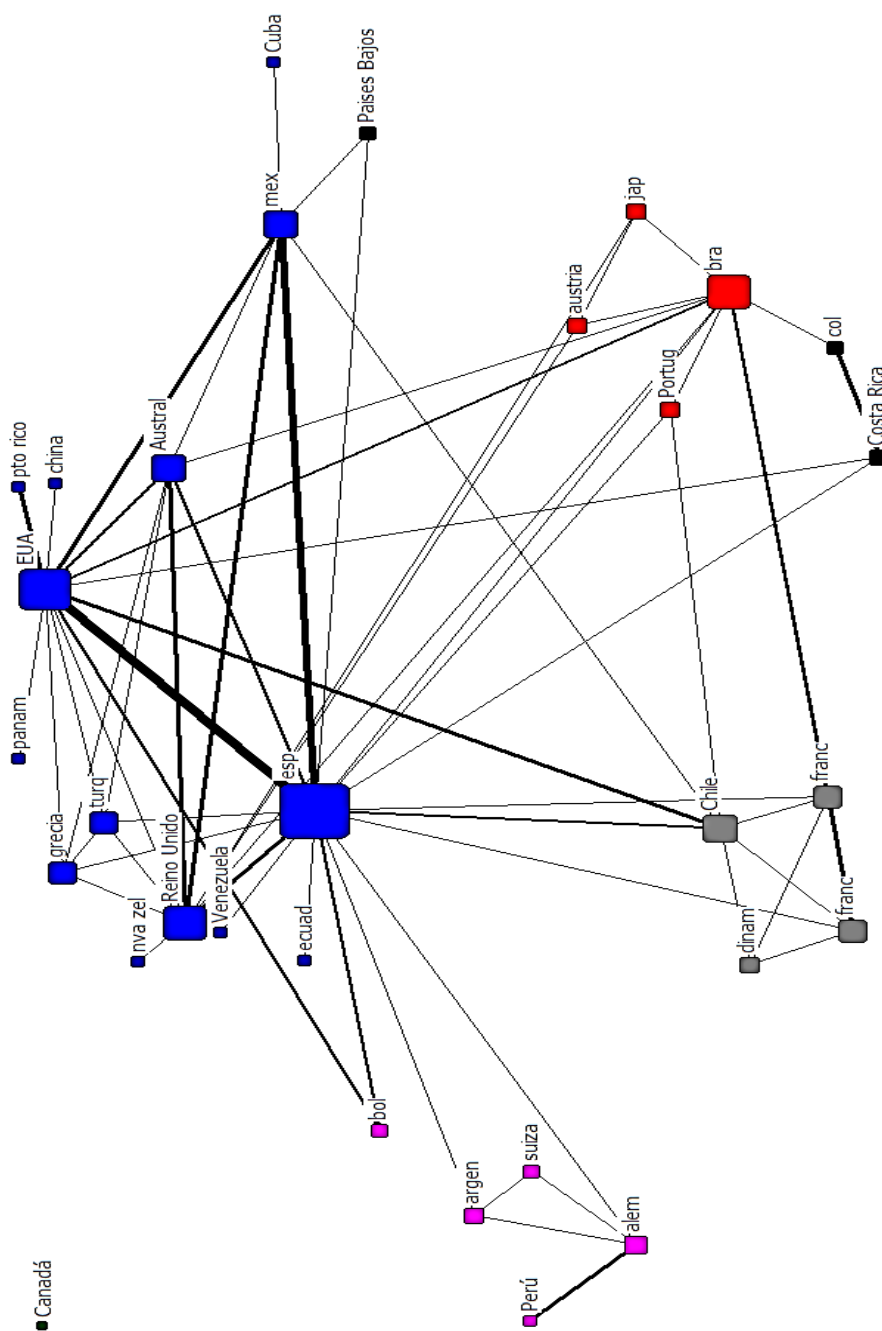 Cuba
Paises Bajos
mex
jap
austria
bra
col
Portug
Costa Rica
Austral
pto rico
china
EUA
panam
esp
turq
grecia
Reino Unido
nva zel
Venezuela
ecuad
Chile
franc
franc
dinam
bol
suiza
argen
alem
Perú
Canadá